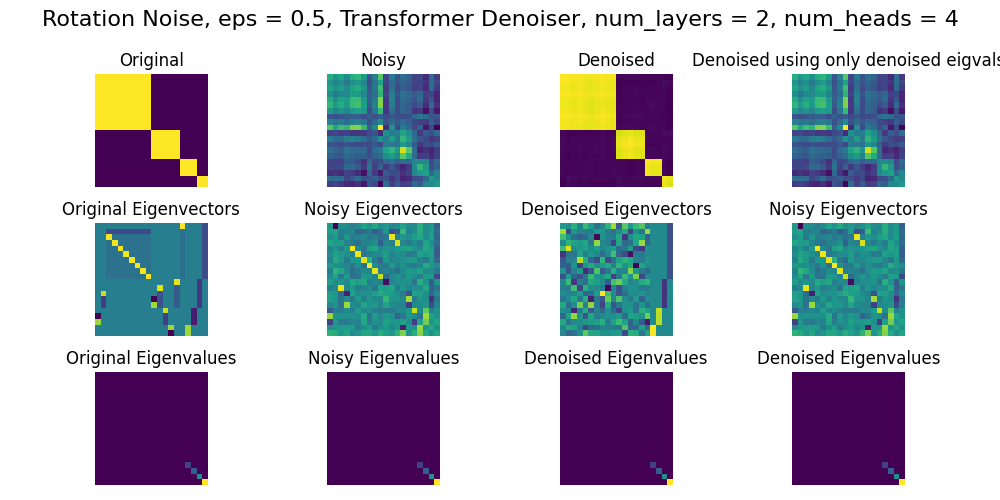 Rotation Noise, eps = 0.5, Transformer Denoiser, num_layers = 2, num_heads = 4
Original
Noisy
Denoised
Denoised using only denoised eigvals
Original Eigenvectors
Noisy Eigenvectors
Denoised Eigenvectors
Noisy Eigenvectors
Original Eigenvalues
Noisy Eigenvalues
Denoised Eigenvalues
Denoised Eigenvalues